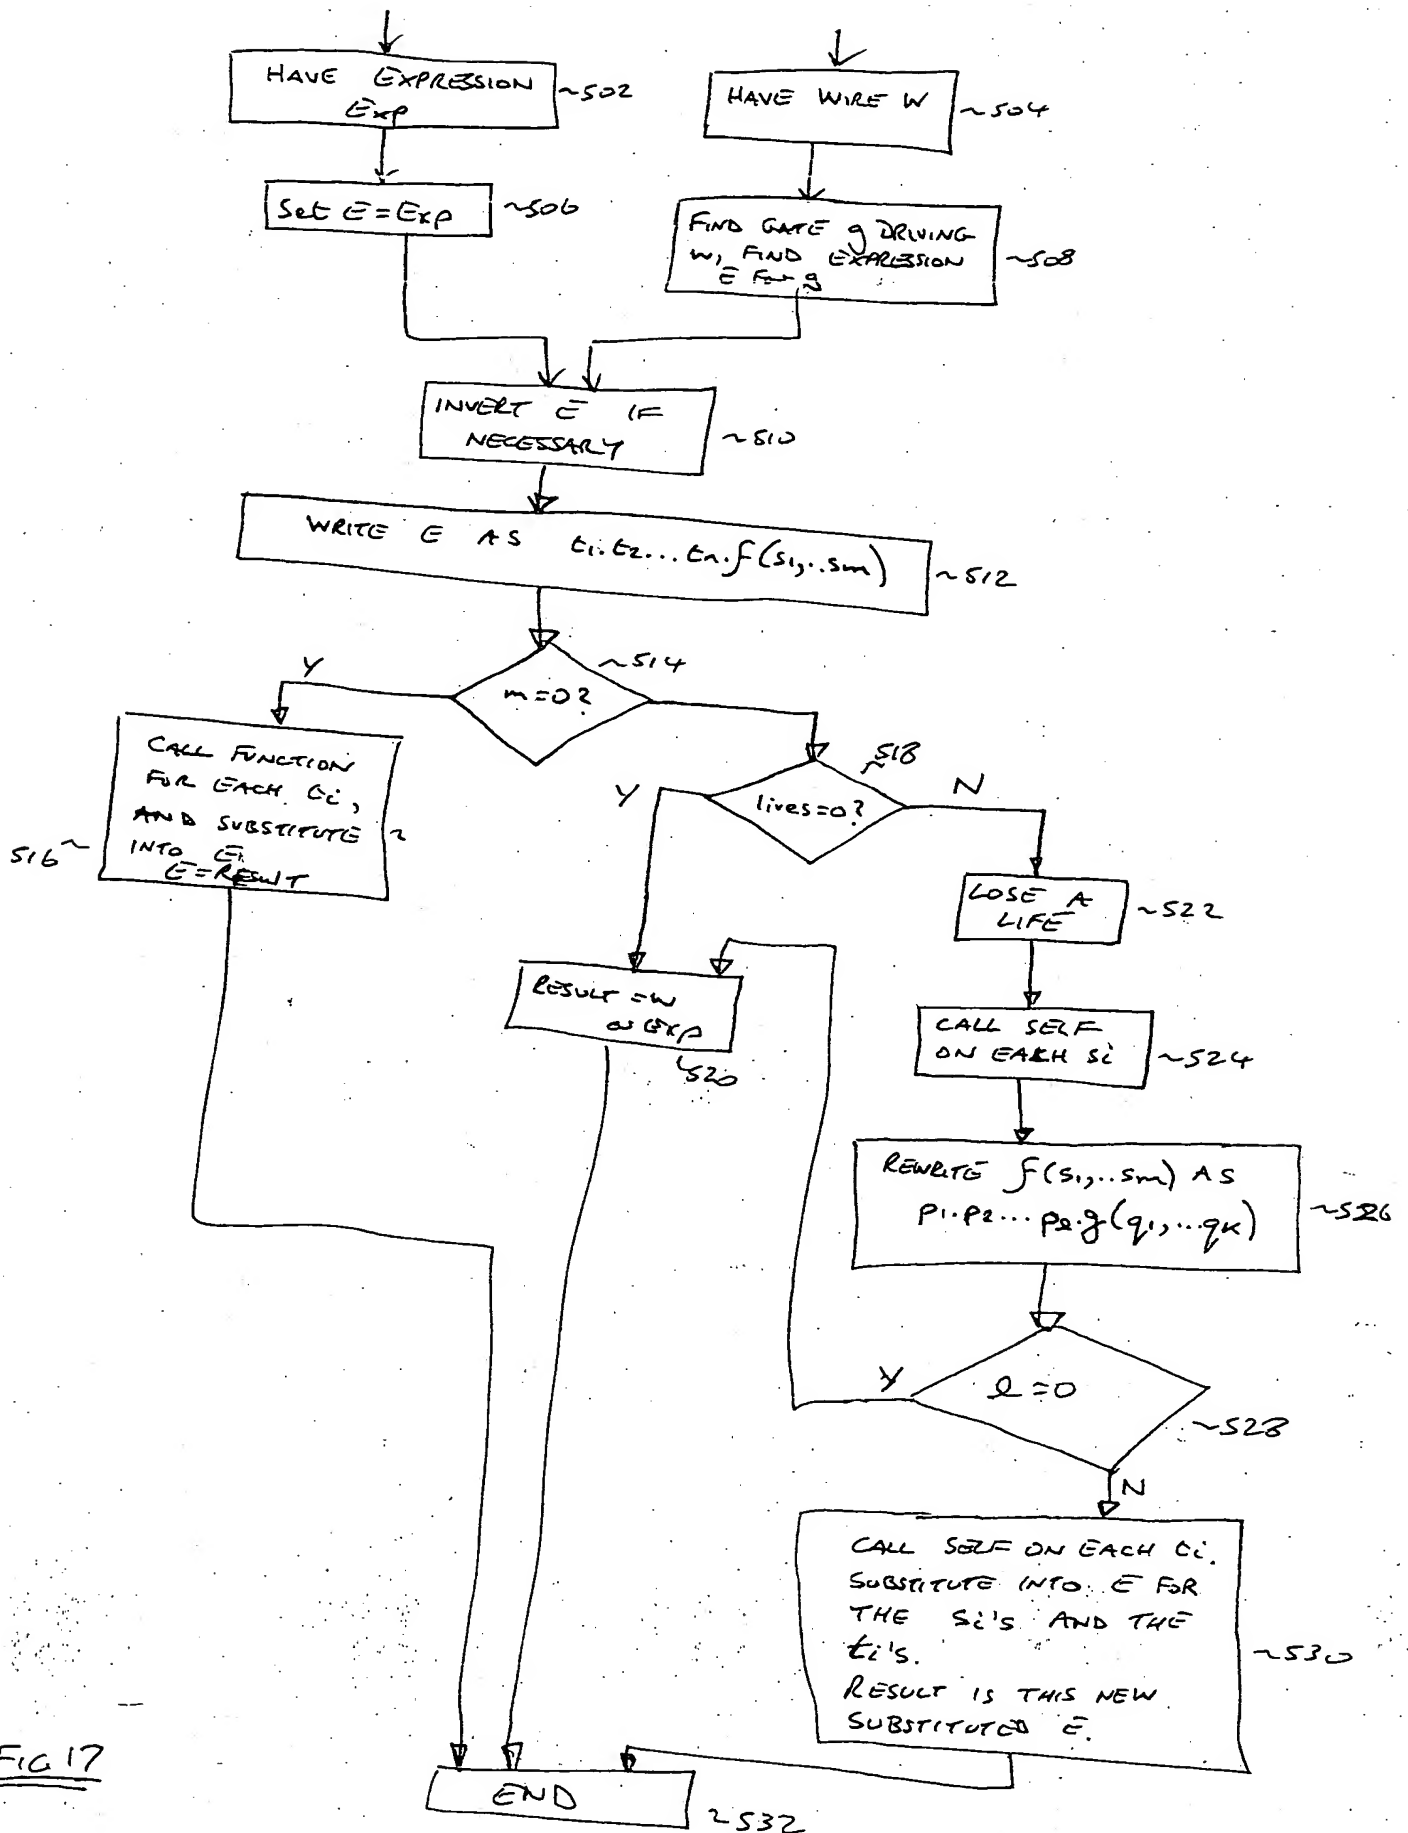 HAVE EXPRESSION
Exp
~502
HAVE WIRE W
~504
Set E=Exp
~506
FIND GATE g DRIVING
w, FIND EXPRESSION
E For g
~508
INVERT E IF
NECESSARY
~510
WRITE E AS t1.t2...tn.f(s1,..sm)
~512
m=0?
~514
Y
CALL FUNCTION
FOR EACH ti,
AND SUBSTITUTE
INTO E.
E=RESULT
516~
~
lives=0?
~518
Y
N
LOSE A
LIFE
~522
RESULT =W
or Exp
~520
CALL SELF
ON EACH si
~524
REWRITE f(s1,..sm) AS
p1.p2...pl.g(q1,...qk)
~526
l=0
~528
Y
N
CALL SELF ON EACH ti.
SUBSTITUTE INTO E FOR
THE si's AND THE
ti's.
RESULT IS THIS NEW
SUBSTITUTED E.
~530
END
~532
FIG 17